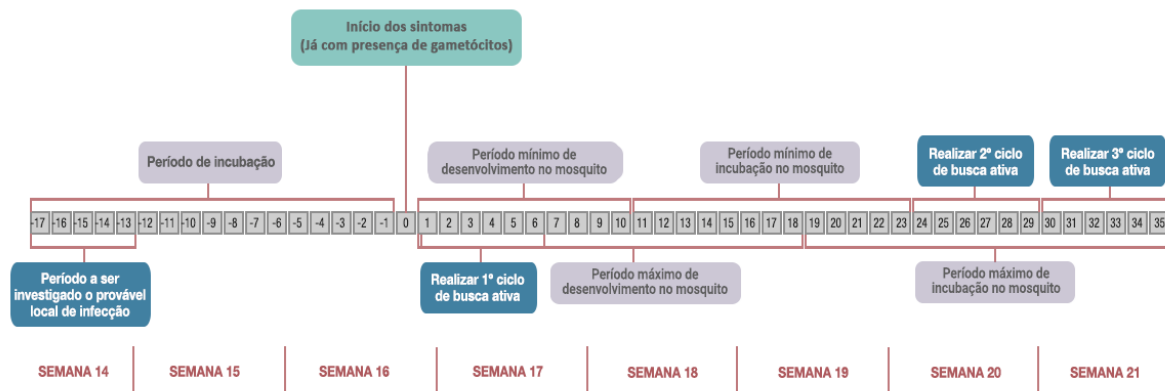 Início dos sintomas
(Já com presença de gametócitos)
Período de incubação
Período mínimo de
desenvolvimento no mosquito
Período mínimo de
incubação no mosquito
Realizar 2º ciclo
de busca ativa
Realizar 3º ciclo
de busca ativa
-17 -16 -15 -14 -13 -12 -11 -10 -9 -8 -7 -6 -5 -4 -3 -2 -1 0 1 2 3 4 5 6 7 8 9 10 11 12 13 14 15 16 17 18 19 20 21 22 23 24 25 26 27 28 29 30 31 32 33 34 35
Período a ser
investigado o provável
local de infecção
Realizar 1º ciclo
de busca ativa
Período máximo de
desenvolvimento no mosquito
Período máximo de
incubação no mosquito
SEMANA 14 SEMANA 15 SEMANA 16 SEMANA 17 SEMANA 18 SEMANA 19 SEMANA 20 SEMANA 21